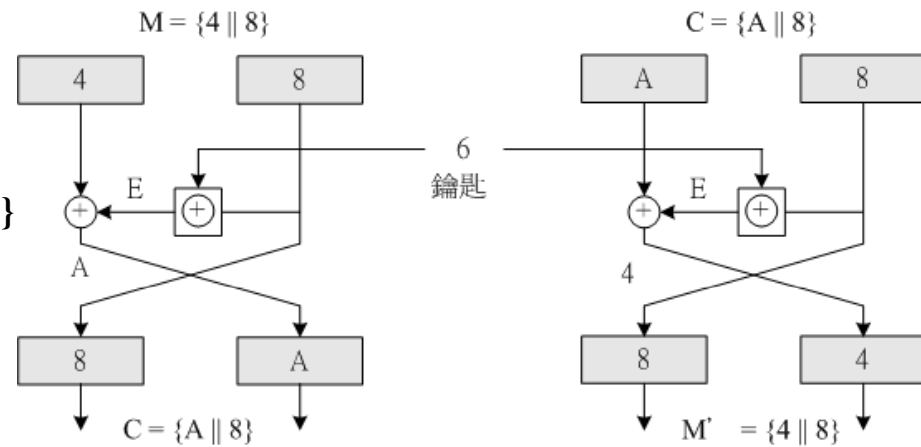 M = {4 || 8}
C = {A || 8}
4
8
A
8
6
鑰匙
E
E
}
+
+
+
+
A
4
8
A
8
4
C = {A || 8}
M' = {4 || 8}